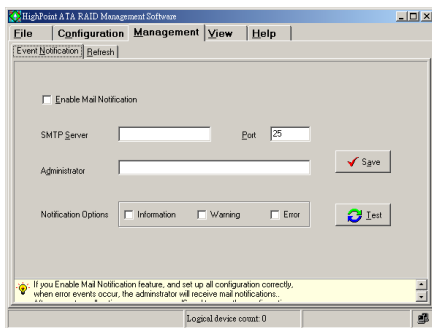 HighPoint ATA RAID Management Software
File Configuration Management View Help
Event Notification Refresh
Enable Mail Notification
SMTP Server Port 25
Save
Administrator
Notification Options Information Warning Error
Test
If you Enable Mail Notification feature, and set up all configuration correctly,
when error events occur, the adminstrator will receive mail notifications..
Logical device count: 0